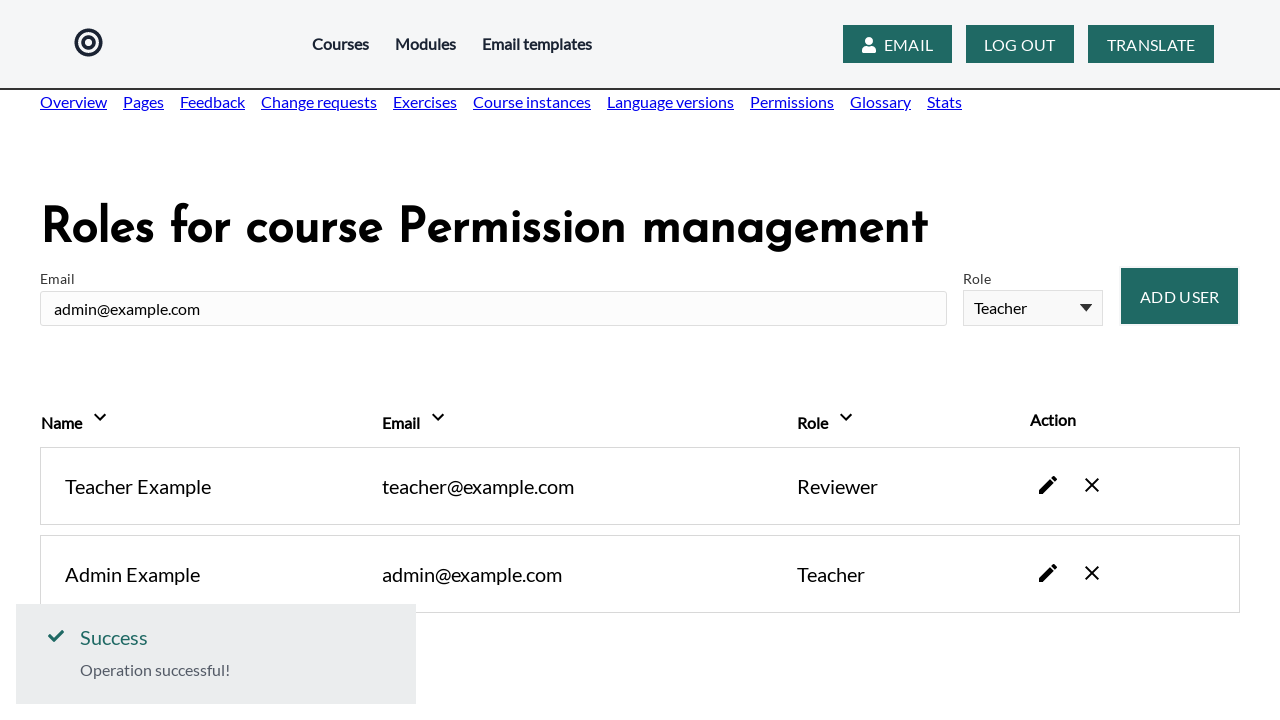 Courses Modules Email templates EMAIL LOG OUT TRANSLATE
Overview Pages Feedback Change requests Exercises Course instances Language versions Permissions Glossary Stats
Roles for course Permission management
Email Role
admin@example.com Teacher ADD USER
Name Email Role Action
Teacher Example teacher@example.com Reviewer
Admin Example admin@example.com Teacher
Success
Operation successful!